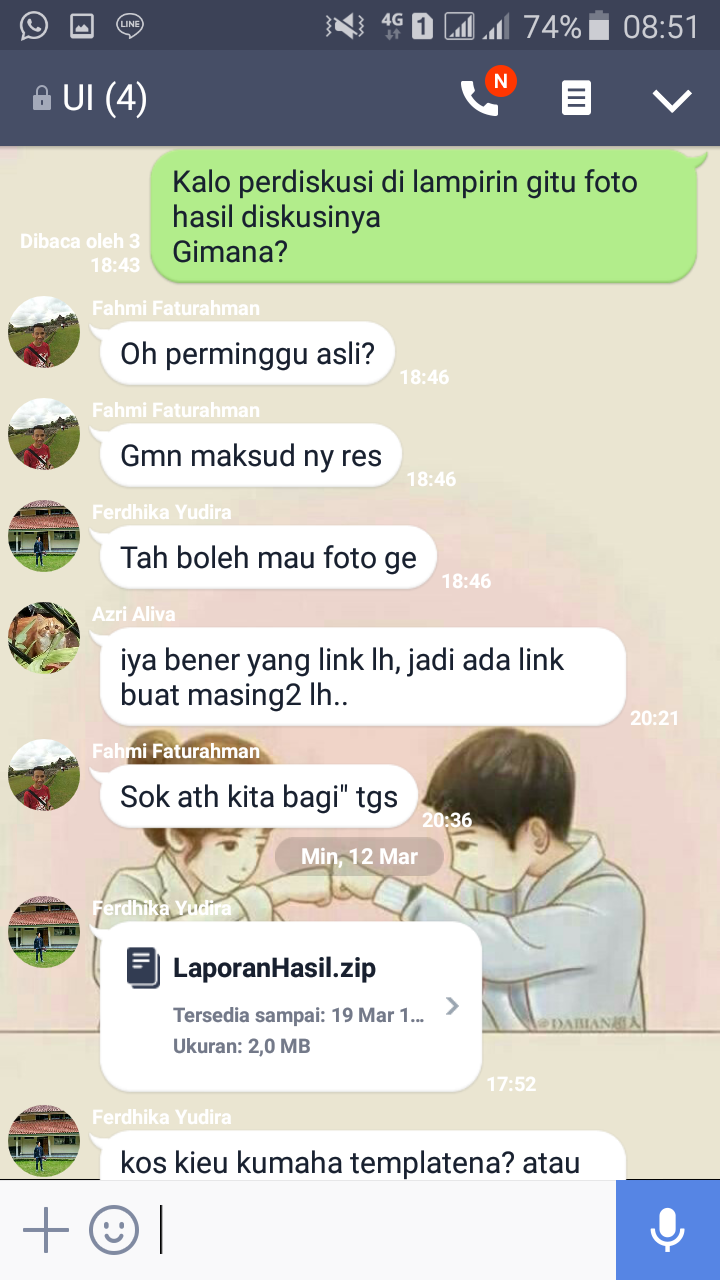 LINE
4G
1
74%
08:51
UI (4)
N
Kalo perdiskusi di lampirin gitu foto
hasil diskusinya
Gimana?
Dibaca oleh 3
18:43
Fahmi Faturahman
Oh perminggu asli?
18:46
Fahmi Faturahman
Gmn maksud ny res
18:46
Ferdhika Yudira
Tah boleh mau foto ge
18:46
Azri Aliva
iya bener yang link lh, jadi ada link
buat masing2 lh..
20:21
Fahmi Faturahman
Sok ath kita bagi" tgs
20:36
Min, 12 Mar
Ferdhika Yudira
LaporanHasil.zip
Tersedia sampai: 19 Mar 1...
Ukuran: 2,0 MB
17:52
Ferdhika Yudira
kos kieu kumaha templatena? atau